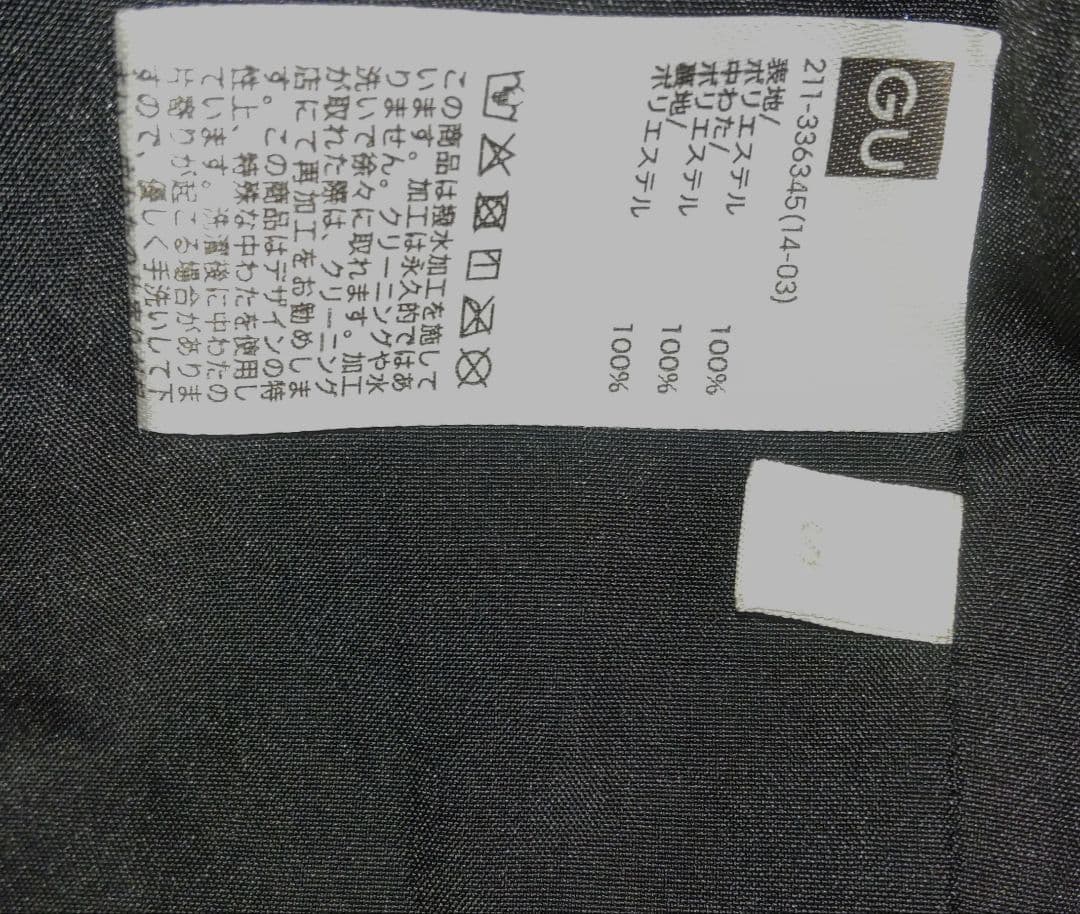 GU
211-336345(14-03)
表地/
ポリエステル 100%
中わた/
ポリエステル 100%
裏地/
ポリエステル 100%
この商品は撥水加工を施して
います。加工は永久的ではあ
りません。クリーニングや水
洗いで徐々に取れます。加工
が取れた際は、クリーニング
店にて再加工をお勧めしま
す。この商品はデザインの特
性上、特殊な中わたを使用し
ています。洗濯後に中わたの
片寄りが起こる場合がありま
すので、優しく手洗いして下